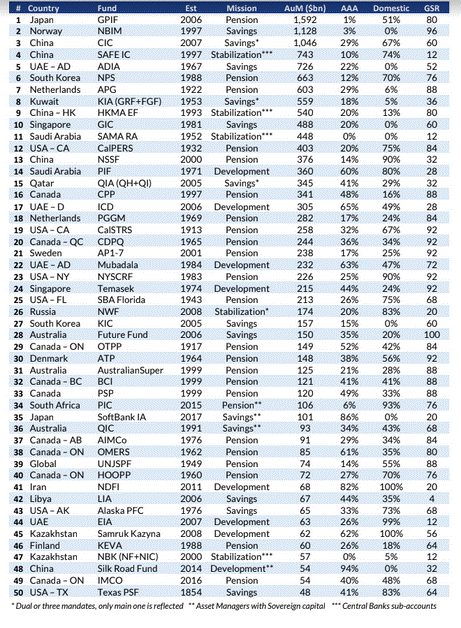 # Country Fund Est Mission AuM ($b) AAA Domestic GSR
1 Japan GPIF 2006 Pension 1,592 1% 51% 80
2 Norway NBIM 1997 Savings 1,128 3% 0% 96
3 China CIC 2007 Savings* 1,046 29% 67% 60
4 China SAFE IC 1997 Stabilization*** 743 10% 74% 12
5 UAE – AD ADIA 1967 Savings 726 22% 0% 52
6 South Korea NPS 1988 Pension 663 12% 70% 76
7 Netherlands APG 1922 Pension 603 29% 6% 88
8 Kuwait KIA (GRF+FGF) 1953 Savings* 559 18% 5% 36
9 China – HK HKMA EF 1993 Stabilization*** 540 20% 13% 80
10 Singapore GIC 1981 Savings 488 20% 0% 60
11 Saudi Arabia SAMA RA 1952 Stabilization*** 448 0% 0% 12
12 USA – CA CalPERS 1932 Pension 403 20% 75% 84
13 China NSSF 2000 Pension 376 14% 90% 32
14 Saudi Arabia PIF 1971 Development 360 60% 80% 28
15 Qatar QIA (QH+QI) 2005 Savings* 345 41% 29% 32
16 Canada CPP 1997 Pension 341 48% 16% 88
17 UAE – D ICD 2006 Development 305 65% 49% 28
18 Netherlands PGGM 1969 Pension 282 17% 24% 84
19 USA – CA CalSTRS 1913 Pension 258 32% 67% 92
20 Canada – QC CDPQ 1965 Pension 244 36% 34% 92
21 Sweden AP1-7 2001 Pension 238 17% 25% 92
22 UAE – AD Mubadala 1984 Development 232 63% 47% 72
23 USA – NY NYSCRF 1983 Pension 226 25% 90% 92
24 Singapore Temasek 1974 Development 215 44% 24% 92
25 USA – FL SBA Florida 1943 Pension 213 26% 75% 68
26 Russia NWF 2008 Stabilization* 174 20% 83% 20
27 South Korea KIC 2005 Savings 157 15% 0% 60
28 Australia Future Fund 2006 Savings 150 35% 20% 100
29 Canada – ON OTPP 1917 Pension 149 52% 42% 84
30 Denmark ATP 1964 Pension 148 38% 56% 92
31 Australia AustralianSuper 1999 Pension 125 21% 28% 88
32 Canada – BC BCI 1999 Pension 121 41% 41% 88
33 Canada PSP 1999 Pension 120 49% 33% 88
34 South Africa PIC 2015 Pension** 106 6% 93% 76
35 Japan SoftBank IA 2017 Savings** 101 86% 0% 20
36 Australia QIC 1991 Savings** 93 34% 43% 68
37 Canada – AB AIMCo 1976 Pension 91 29% 34% 84
38 Canada – ON OMERS 1962 Pension 85 61% 35% 80
39 Global UNJSPF 1949 Pension 74 14% 55% 88
40 Canada – ON HOOPP 1960 Pension 72 27% 70% 76
41 Iran NDFI 2011 Development 68 82% 100% 20
42 Libya LIA 2006 Savings 67 44% 35% 4
43 USA – AK Alaska PFC 1976 Savings 65 33% 73% 68
44 UAE EIA 2007 Development 63 26% 99% 12
45 Kazakhstan Samruk Kazyna 2008 Development 62 62% 100% 56
46 Finland KEVA 1988 Pension 60 26% 18% 64
47 Kazakhstan NBK (NF+NIC) 2000 Stabilization*** 57 0% 5% 12
48 China Silk Road Fund 2014 Development** 54 94% 0% 32
49 Canada – ON IMCO 2016 Pension 54 40% 48% 68
50 USA – TX Texas PSF 1854 Savings 48 41% 83% 64
* Dual or three mandates, only main one is reflected ** Asset Managers with Sovereign capital *** Central Banks sub-accounts